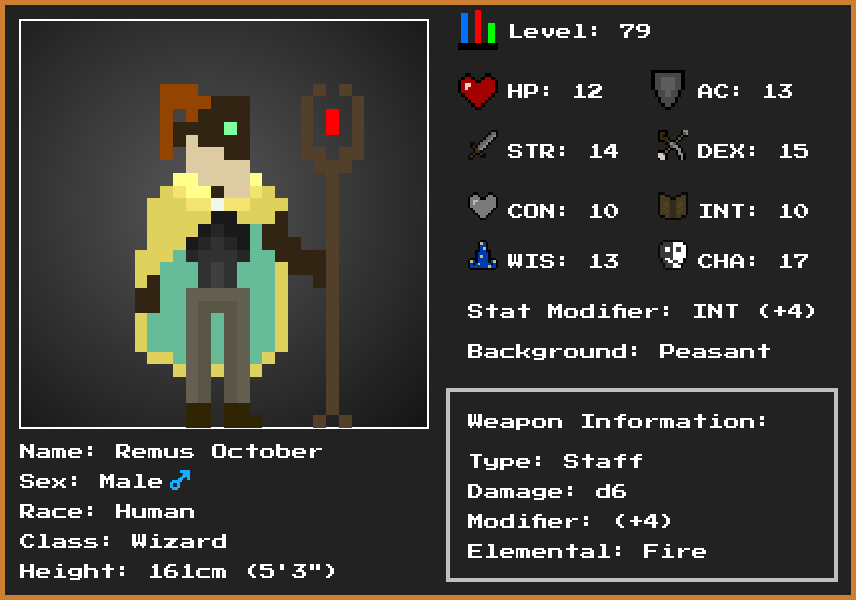 Level: 79
HP: 12 AC: 13
STR: 14 DEX: 15
CON: 10 INT: 10
WIS: 13 CHA: 17
Stat Modifier: INT (+4)
Background: Peasant
Weapon Information:
Type: Staff
Damage: d6
Modifier: (+4)
Elemental: Fire
Name: Remus October
Sex: Male ♂
Race: Human
Class: Wizard
Height: 161cm (5'3")